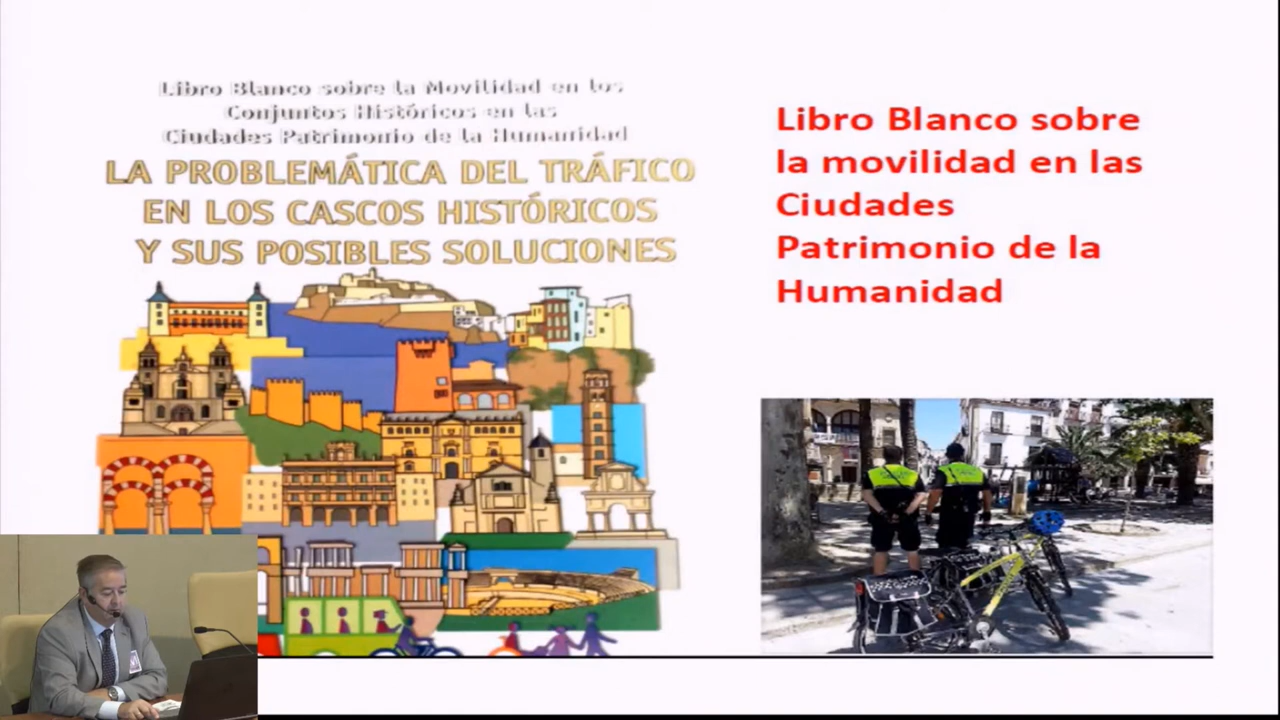 Libro Blanco sobre la Movilidad en los
Conjuntos Históricos en las
Ciudades Patrimonio de la Humanidad
LA PROBLEMÁTICA DEL TRÁFICO
EN LOS CASCOS HISTÓRICOS
Y SUS POSIBLES SOLUCIONES
Libro Blanco sobre
la movilidad en las
Ciudades
Patrimonio de la
Humanidad